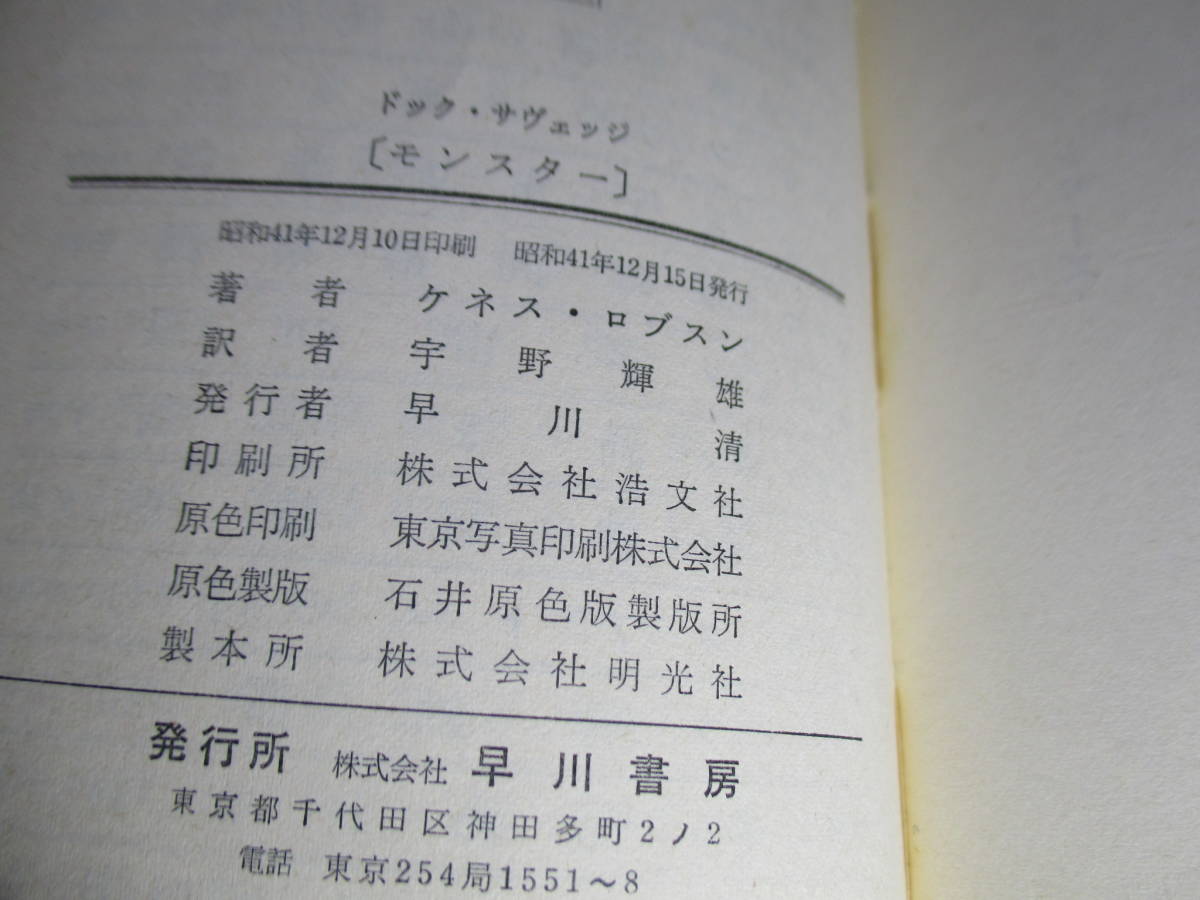 ドック・サヴェッジ
〔モンスター〕
昭和41年12月10日印刷 昭和41年12月15日発行
著者 ケネス・ロブスン
訳者 宇野輝雄
発行者 早川清
印刷所 株式会社浩文社
原色印刷 東京写真印刷株式会社
原色製版 石井原色版製版所
製本所 株式会社明光社
発行所 株式会社 早川書房
東京都千代田区神田多町2ノ2
電話 東京254局1551～8